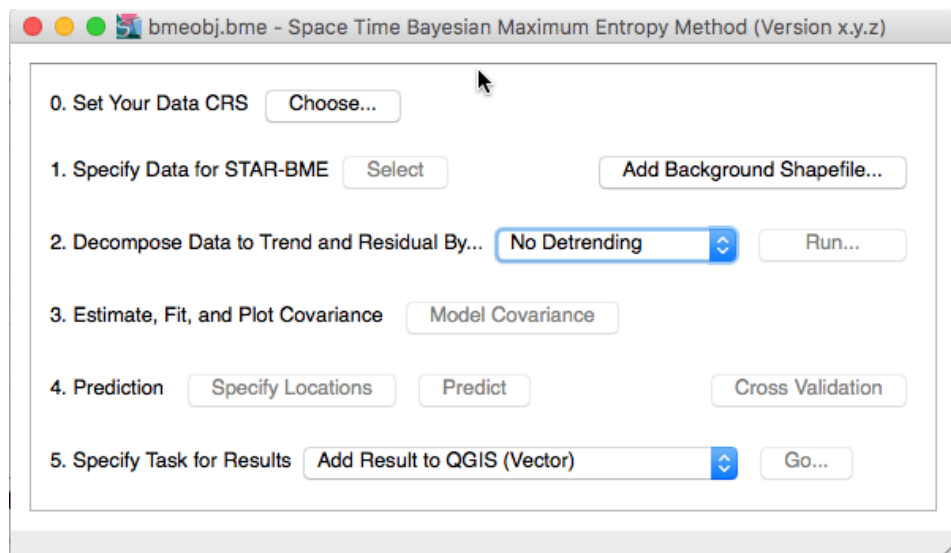 bmeobj.bme - Space Time Bayesian Maximum Entropy Method (Version x.y.z)
0. Set Your Data CRS Choose...
1. Specify Data for STAR-BME Select Add Background Shapefile...
2. Decompose Data to Trend and Residual By... No Detrending Run...
3. Estimate, Fit, and Plot Covariance Model Covariance
4. Prediction Specify Locations Predict Cross Validation
5. Specify Task for Results Add Result to QGIS (Vector) Go...